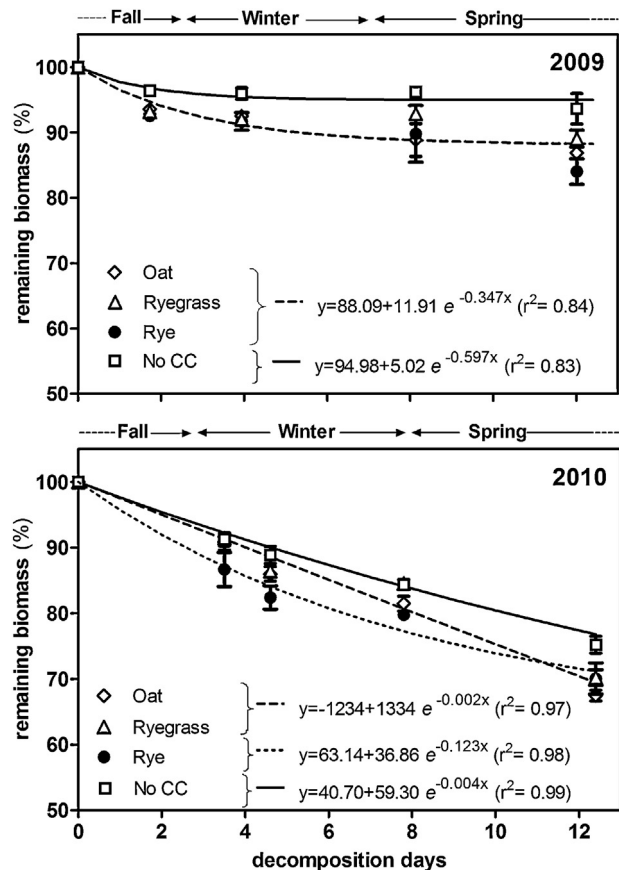 Fall Winter Spring
2009
100
90
80
70
60
50
remaining biomass (%)
Oat
Ryegrass
Rye
No CC
y=88.09+11.91 e -0.347x (r²= 0.84)
y=94.98+5.02 e -0.597x (r²= 0.83)
Fall Winter Spring
2010
100
90
80
70
60
50
remaining biomass (%)
Oat
Ryegrass
Rye
No CC
y=-1234+1334 e -0.002x (r²= 0.97)
y=63.14+36.86 e -0.123x (r²= 0.98)
y=40.70+59.30 e -0.004x (r²= 0.99)
0 2 4 6 8 10 12
decomposition days